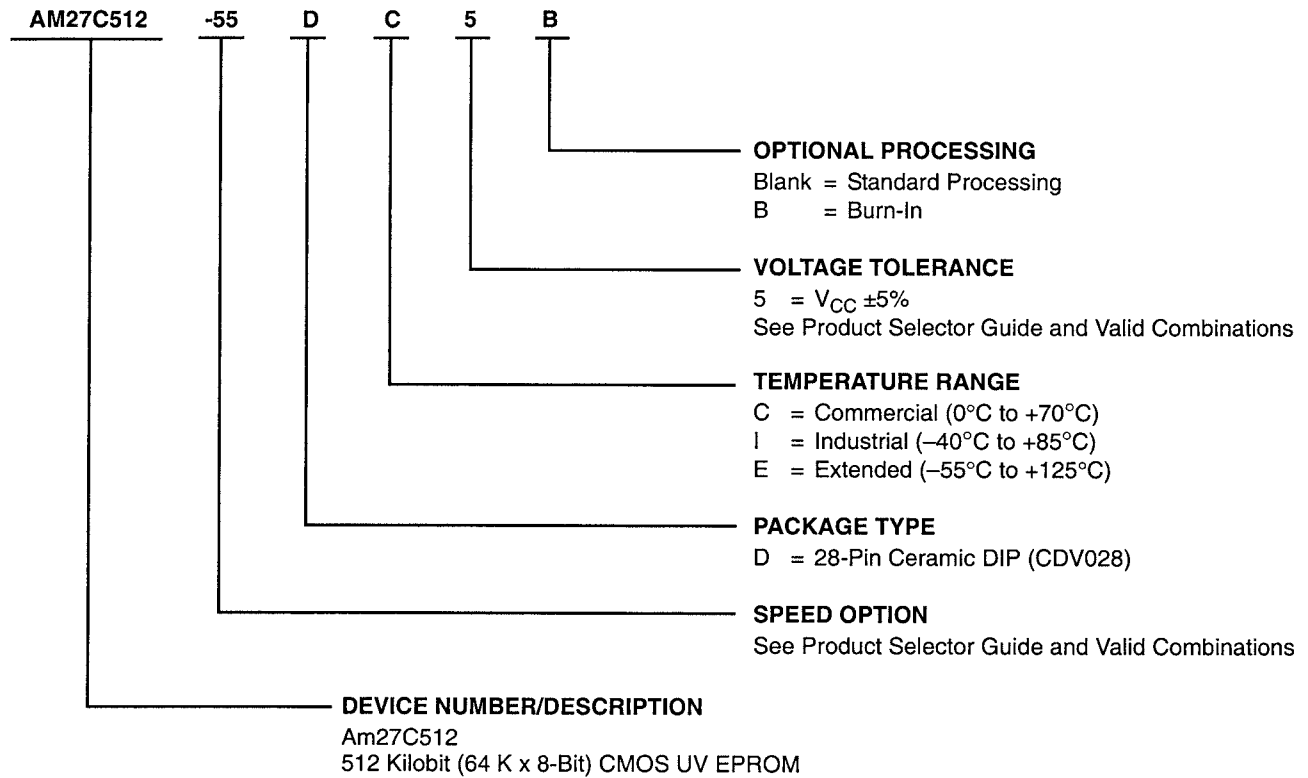 AM27C512 -55 D C 5 B
OPTIONAL PROCESSING
Blank = Standard Processing
B = Burn-In
VOLTAGE TOLERANCE
5 = VCC ±5%
See Product Selector Guide and Valid Combinations
TEMPERATURE RANGE
C = Commercial (0°C to +70°C)
I = Industrial (–40°C to +85°C)
E = Extended (–55°C to +125°C)
PACKAGE TYPE
D = 28-Pin Ceramic DIP (CDV028)
SPEED OPTION
See Product Selector Guide and Valid Combinations
DEVICE NUMBER/DESCRIPTION
Am27C512
512 Kilobit (64 K x 8-Bit) CMOS UV EPROM